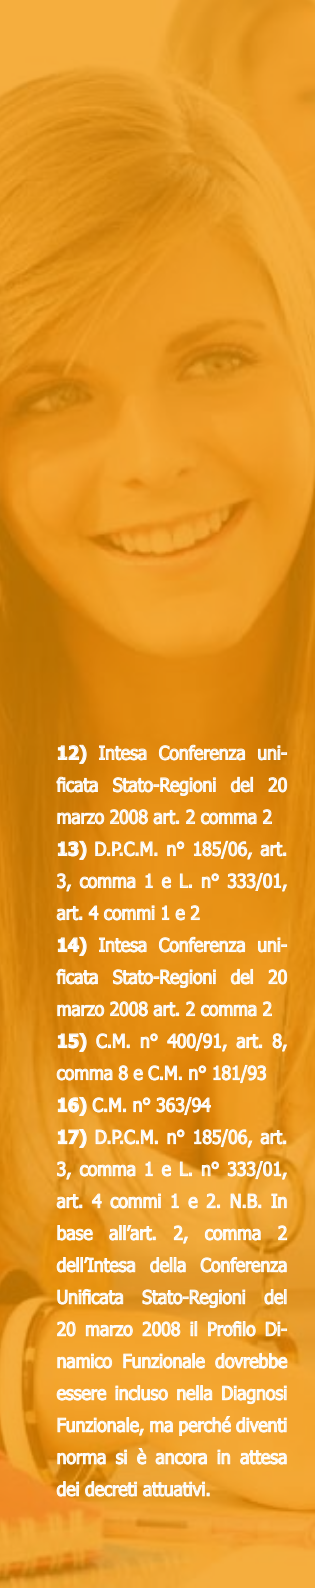 12) Intesa Conferenza uni-
ficata Stato-Regioni del 20
marzo 2008 art. 2 comma 2
13) D.P.C.M. n° 185/06, art.
3, comma 1 e L. n° 333/01,
art. 4 commi 1 e 2
14) Intesa Conferenza uni-
ficata Stato-Regioni del 20
marzo 2008 art. 2 comma 2
15) C.M. n° 400/91, art. 8,
comma 8 e C.M. n° 181/93
16) C.M. n° 363/94
17) D.P.C.M. n° 185/06, art.
3, comma 1 e L. n° 333/01,
art. 4 commi 1 e 2. N.B. In
base all'art. 2, comma 2
dell'Intesa della Conferenza
Unificata Stato-Regioni del
20 marzo 2008 il Profilo Di-
namico Funzionale dovrebbe
essere incluso nella Diagnosi
Funzionale, ma perché diventi
norma si è ancora in attesa
dei decreti attuativi.